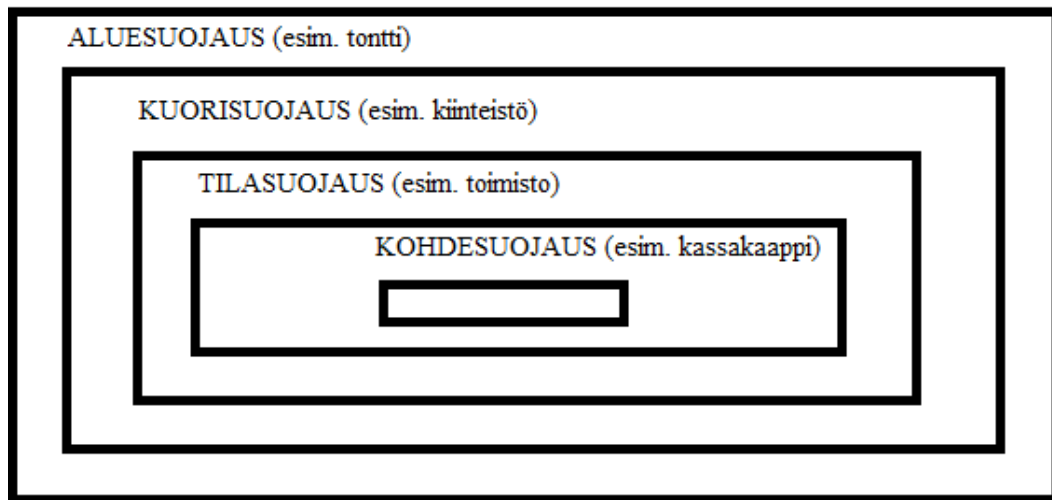 ALUESUOJAUS (esim. tontti)
KUORISUOJAUS (esim. kiinteistö)
TILASUOJAUS (esim. toimisto)
KOHDESUOJAUS (esim. kassakaappi)